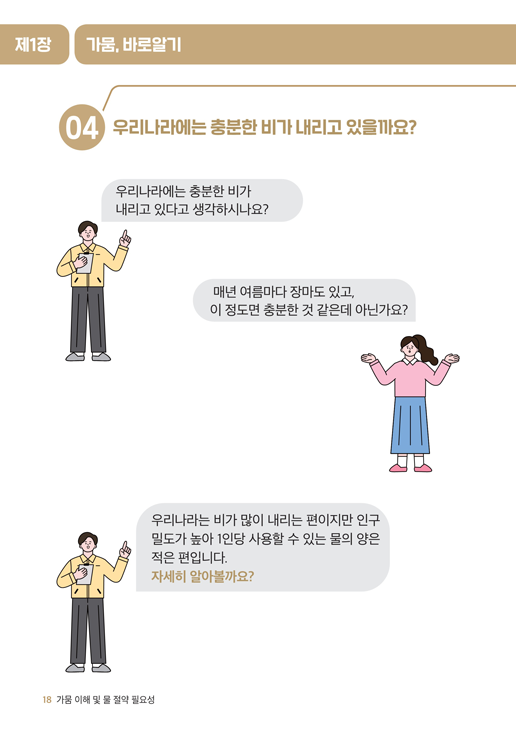 제1장
가뭄, 바로알기
04 우리나라에는 충분한 비가 내리고 있을까요?
우리나라에는 충분한 비가
내리고 있다고 생각하시나요?
매년 여름마다 장마도 있고,
이 정도면 충분한 것 같은데 아닌가요?
우리나라는 비가 많이 내리는 편이지만 인구
밀도가 높아 1인당 사용할 수 있는 물의 양은
적은 편입니다.
자세히 알아볼까요?
18 가뭄 이해 및 물 절약 필요성